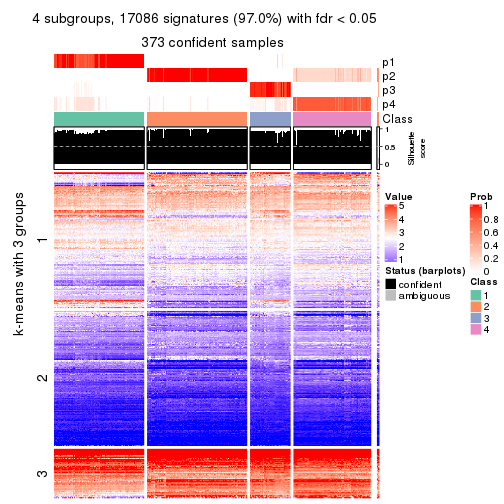 4 subgroups, 17086 signatures (97.0%) with fdr < 0.05
373 confident samples
p1
p2
p3
p4
Class
1
0.5
0
Silhouette
score
k-means with 3 groups
1
2
3
Value
5
4
3
2
1
Status (barplots)
confident
ambiguous
Prob
1
0.8
0.6
0.4
0.2
0
Class
1
2
3
4